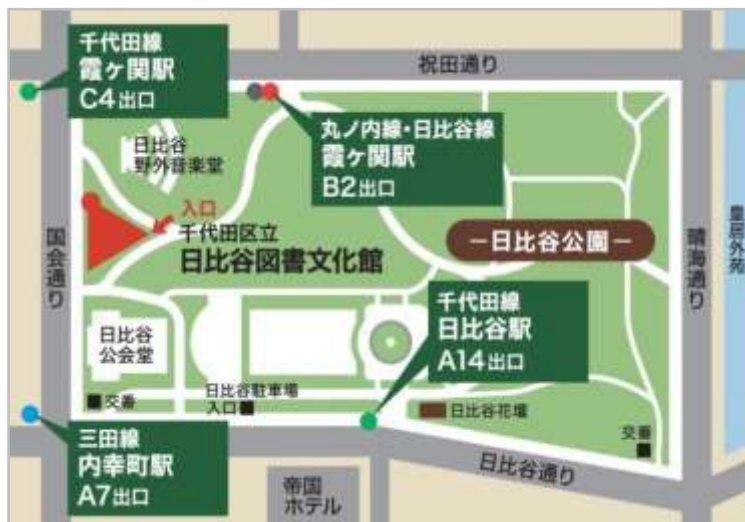 千代田線
霞ヶ関駅
C4出口
祝田通り
丸ノ内線・日比谷線
霞ヶ関駅
B2出口
日比谷
野外音楽堂
入口
千代田区立
日比谷図書文化館
ー日比谷公園ー
国会通り
晴海通り
皇居外苑
千代田線
日比谷駅
A14出口
日比谷
公会堂
日比谷駐車場
入口
交番
日比谷花壇
交番
三田線
内幸町駅
A7出口
日比谷通り
帝国
ホテル